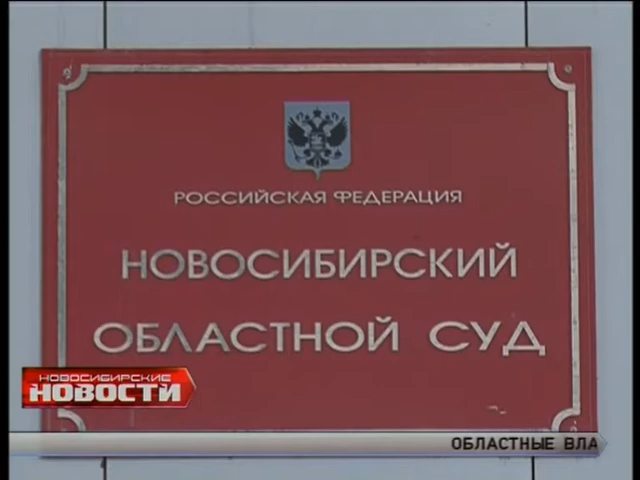 РОССИЙСКАЯ ФЕДЕРАЦИЯ
НОВОСИБИРСКИЙ
ОБЛАСТНОЙ СУД
НОВОСИБИРСКИЕ
НОВОСТИ
ОБЛАСТНЫЕ ВЛА